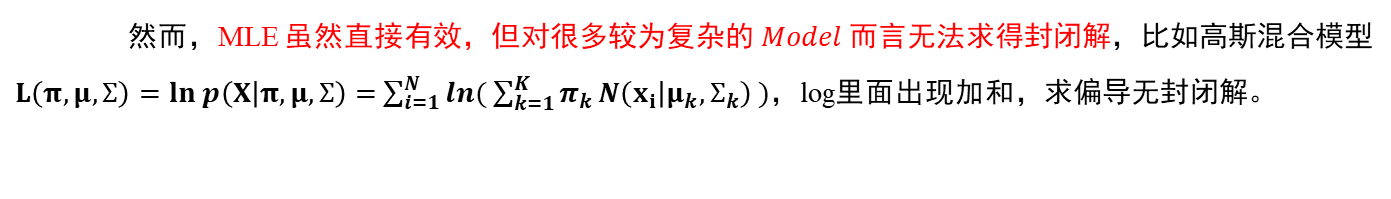 然而，MLE 虽然直接有效，但对很多较为复杂的 Model 而言无法求得封闭解，比如高斯混合模型
L(π, μ, Σ) = ln p(X|π, μ, Σ) = ∑_{i=1}^{N} ln( ∑_{k=1}^{K} π_k N(x_i|μ_k, Σ_k) )，log里面出现加和，求偏导无封闭解。